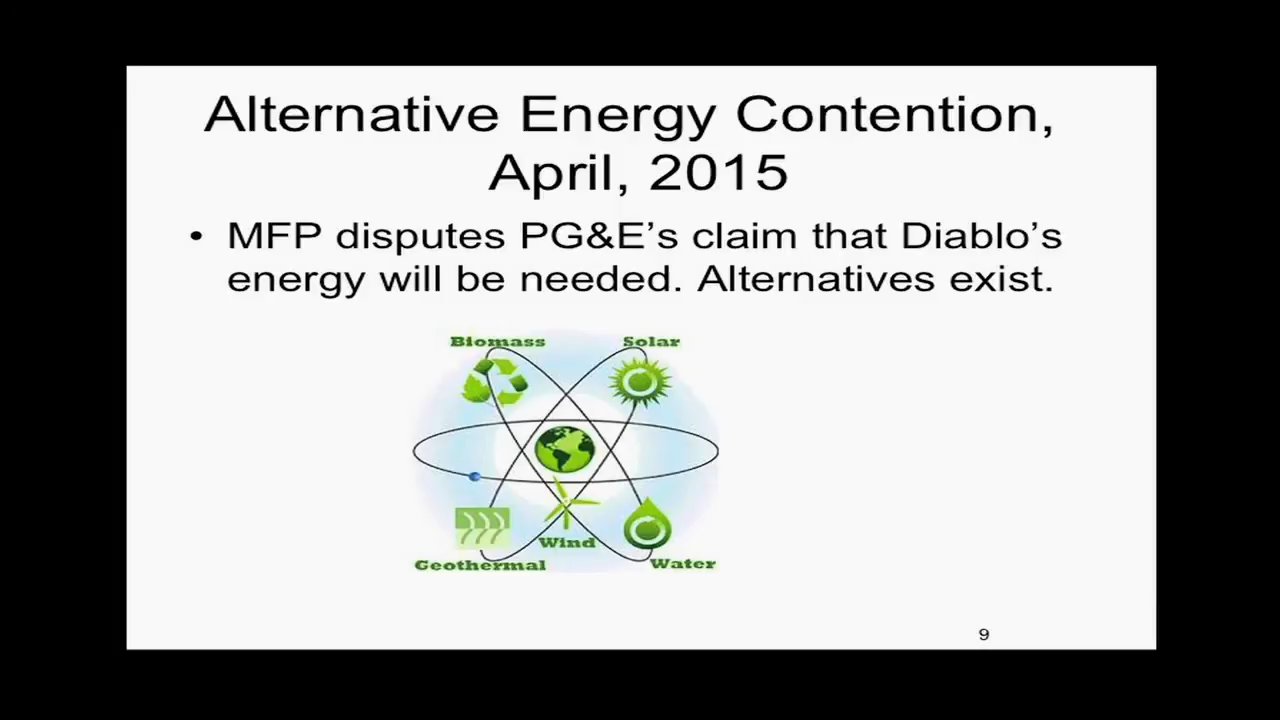 Alternative Energy Contention,
April, 2015
• MFP disputes PG&E's claim that Diablo's
energy will be needed. Alternatives exist.
Biomass
Solar
Wind
Geothermal
Water
9